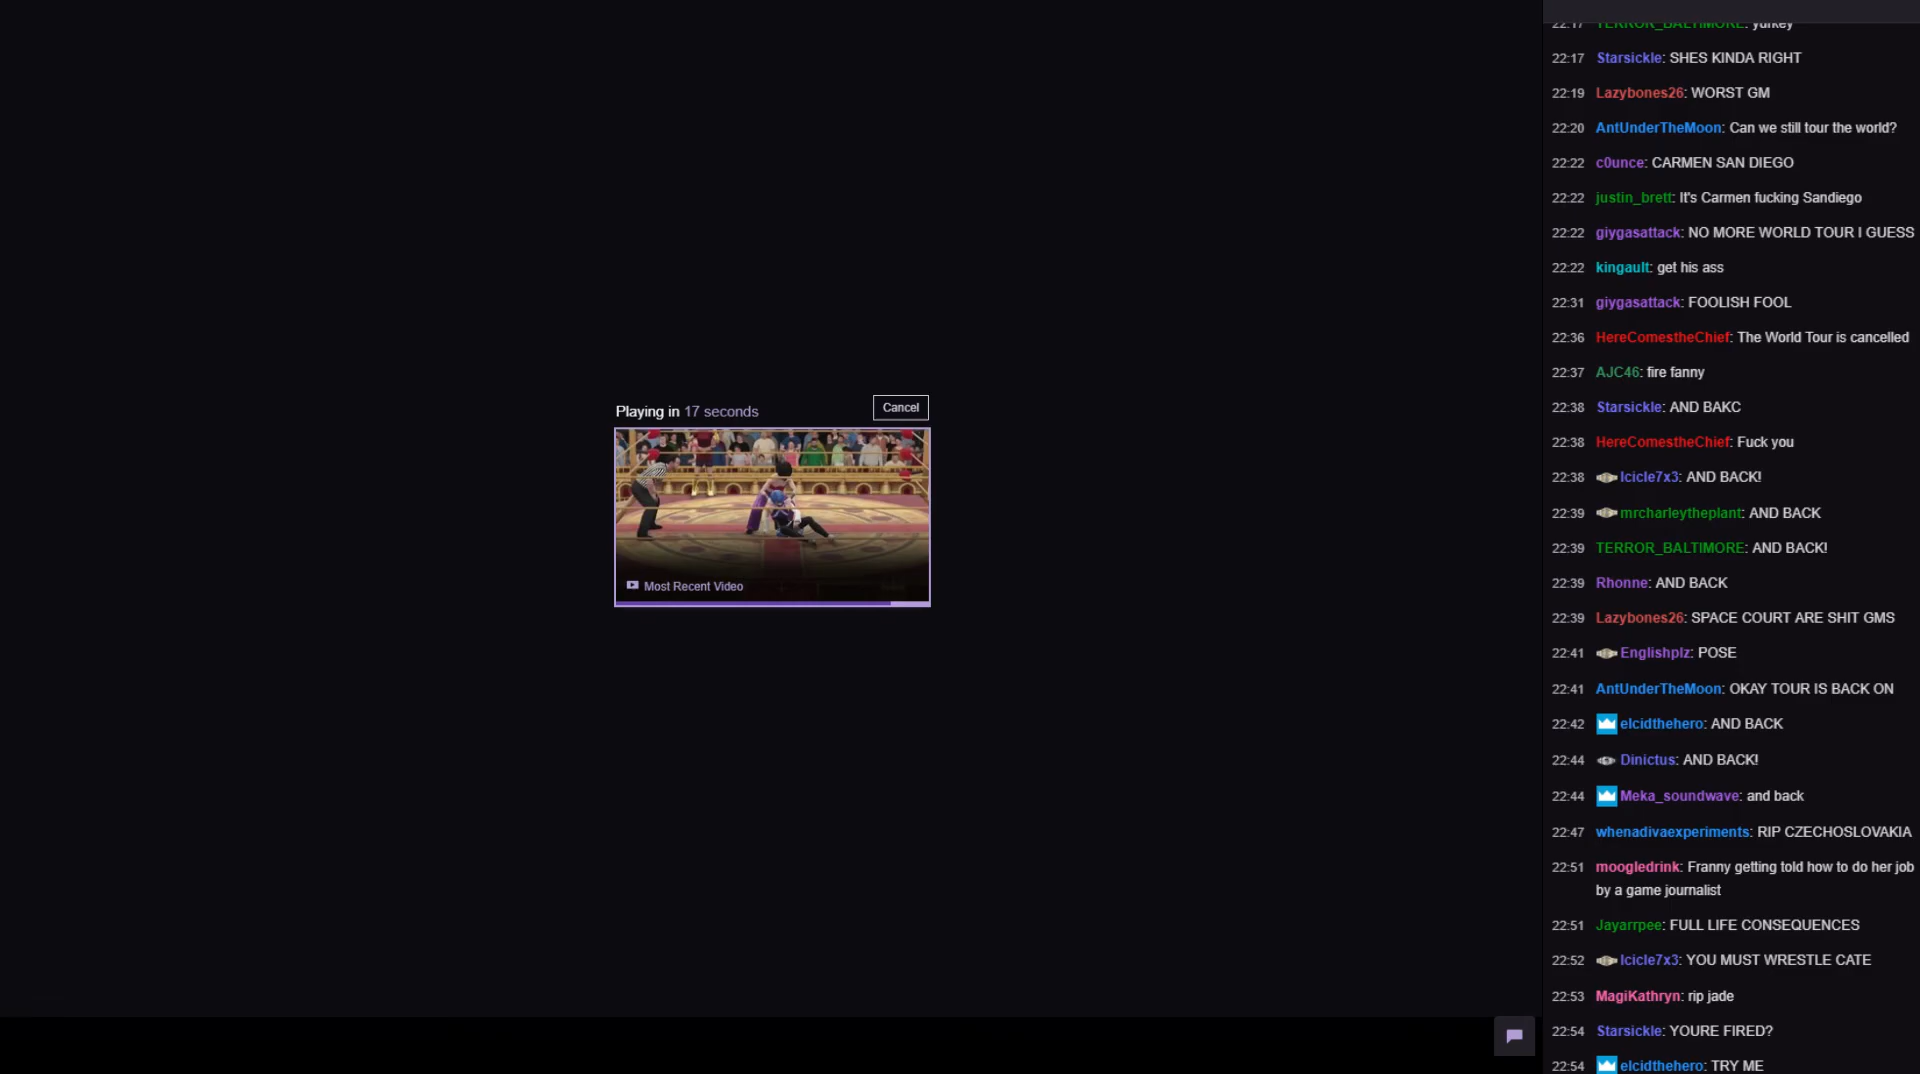 Playing in 17 seconds
Cancel
Most Recent Video
22:17 TERROR_BALTIMORE: yurkey
22:17 Starsickle: SHES KINDA RIGHT
22:19 Lazybones26: WORST GM
22:20 AntUnderTheMoon: Can we still tour the world?
22:22 c0unce: CARMEN SAN DIEGO
22:22 justin_brett: It's Carmen fucking Sandiego
22:22 giygasattack: NO MORE WORLD TOUR I GUESS
22:22 kingault: get his ass
22:31 giygasattack: FOOLISH FOOL
22:36 HereComestheChief: The World Tour is cancelled
22:37 AJC46: fire fanny
22:38 Starsickle: AND BAKC
22:38 HereComestheChief: Fuck you
22:38 Icicle7x3: AND BACK!
22:39 mrcharleytheplant: AND BACK
22:39 TERROR_BALTIMORE: AND BACK!
22:39 Rhonne: AND BACK
22:39 Lazybones26: SPACE COURT ARE SHIT GMS
22:41 Englishplz: POSE
22:41 AntUnderTheMoon: OKAY TOUR IS BACK ON
22:42 elcidthehero: AND BACK
22:44 Dinictus: AND BACK!
22:44 Meka_soundwave: and back
22:47 whenadivaexperiments: RIP CZECHOSLOVAKIA
22:51 moogledrink: Franny getting told how to do her job
by a game journalist
22:51 Jayarrpee: FULL LIFE CONSEQUENCES
22:52 Icicle7x3: YOU MUST WRESTLE CATE
22:53 MagiKathryn: rip jade
22:54 Starsickle: YOURE FIRED?
22:54 elcidthehero: TRY ME